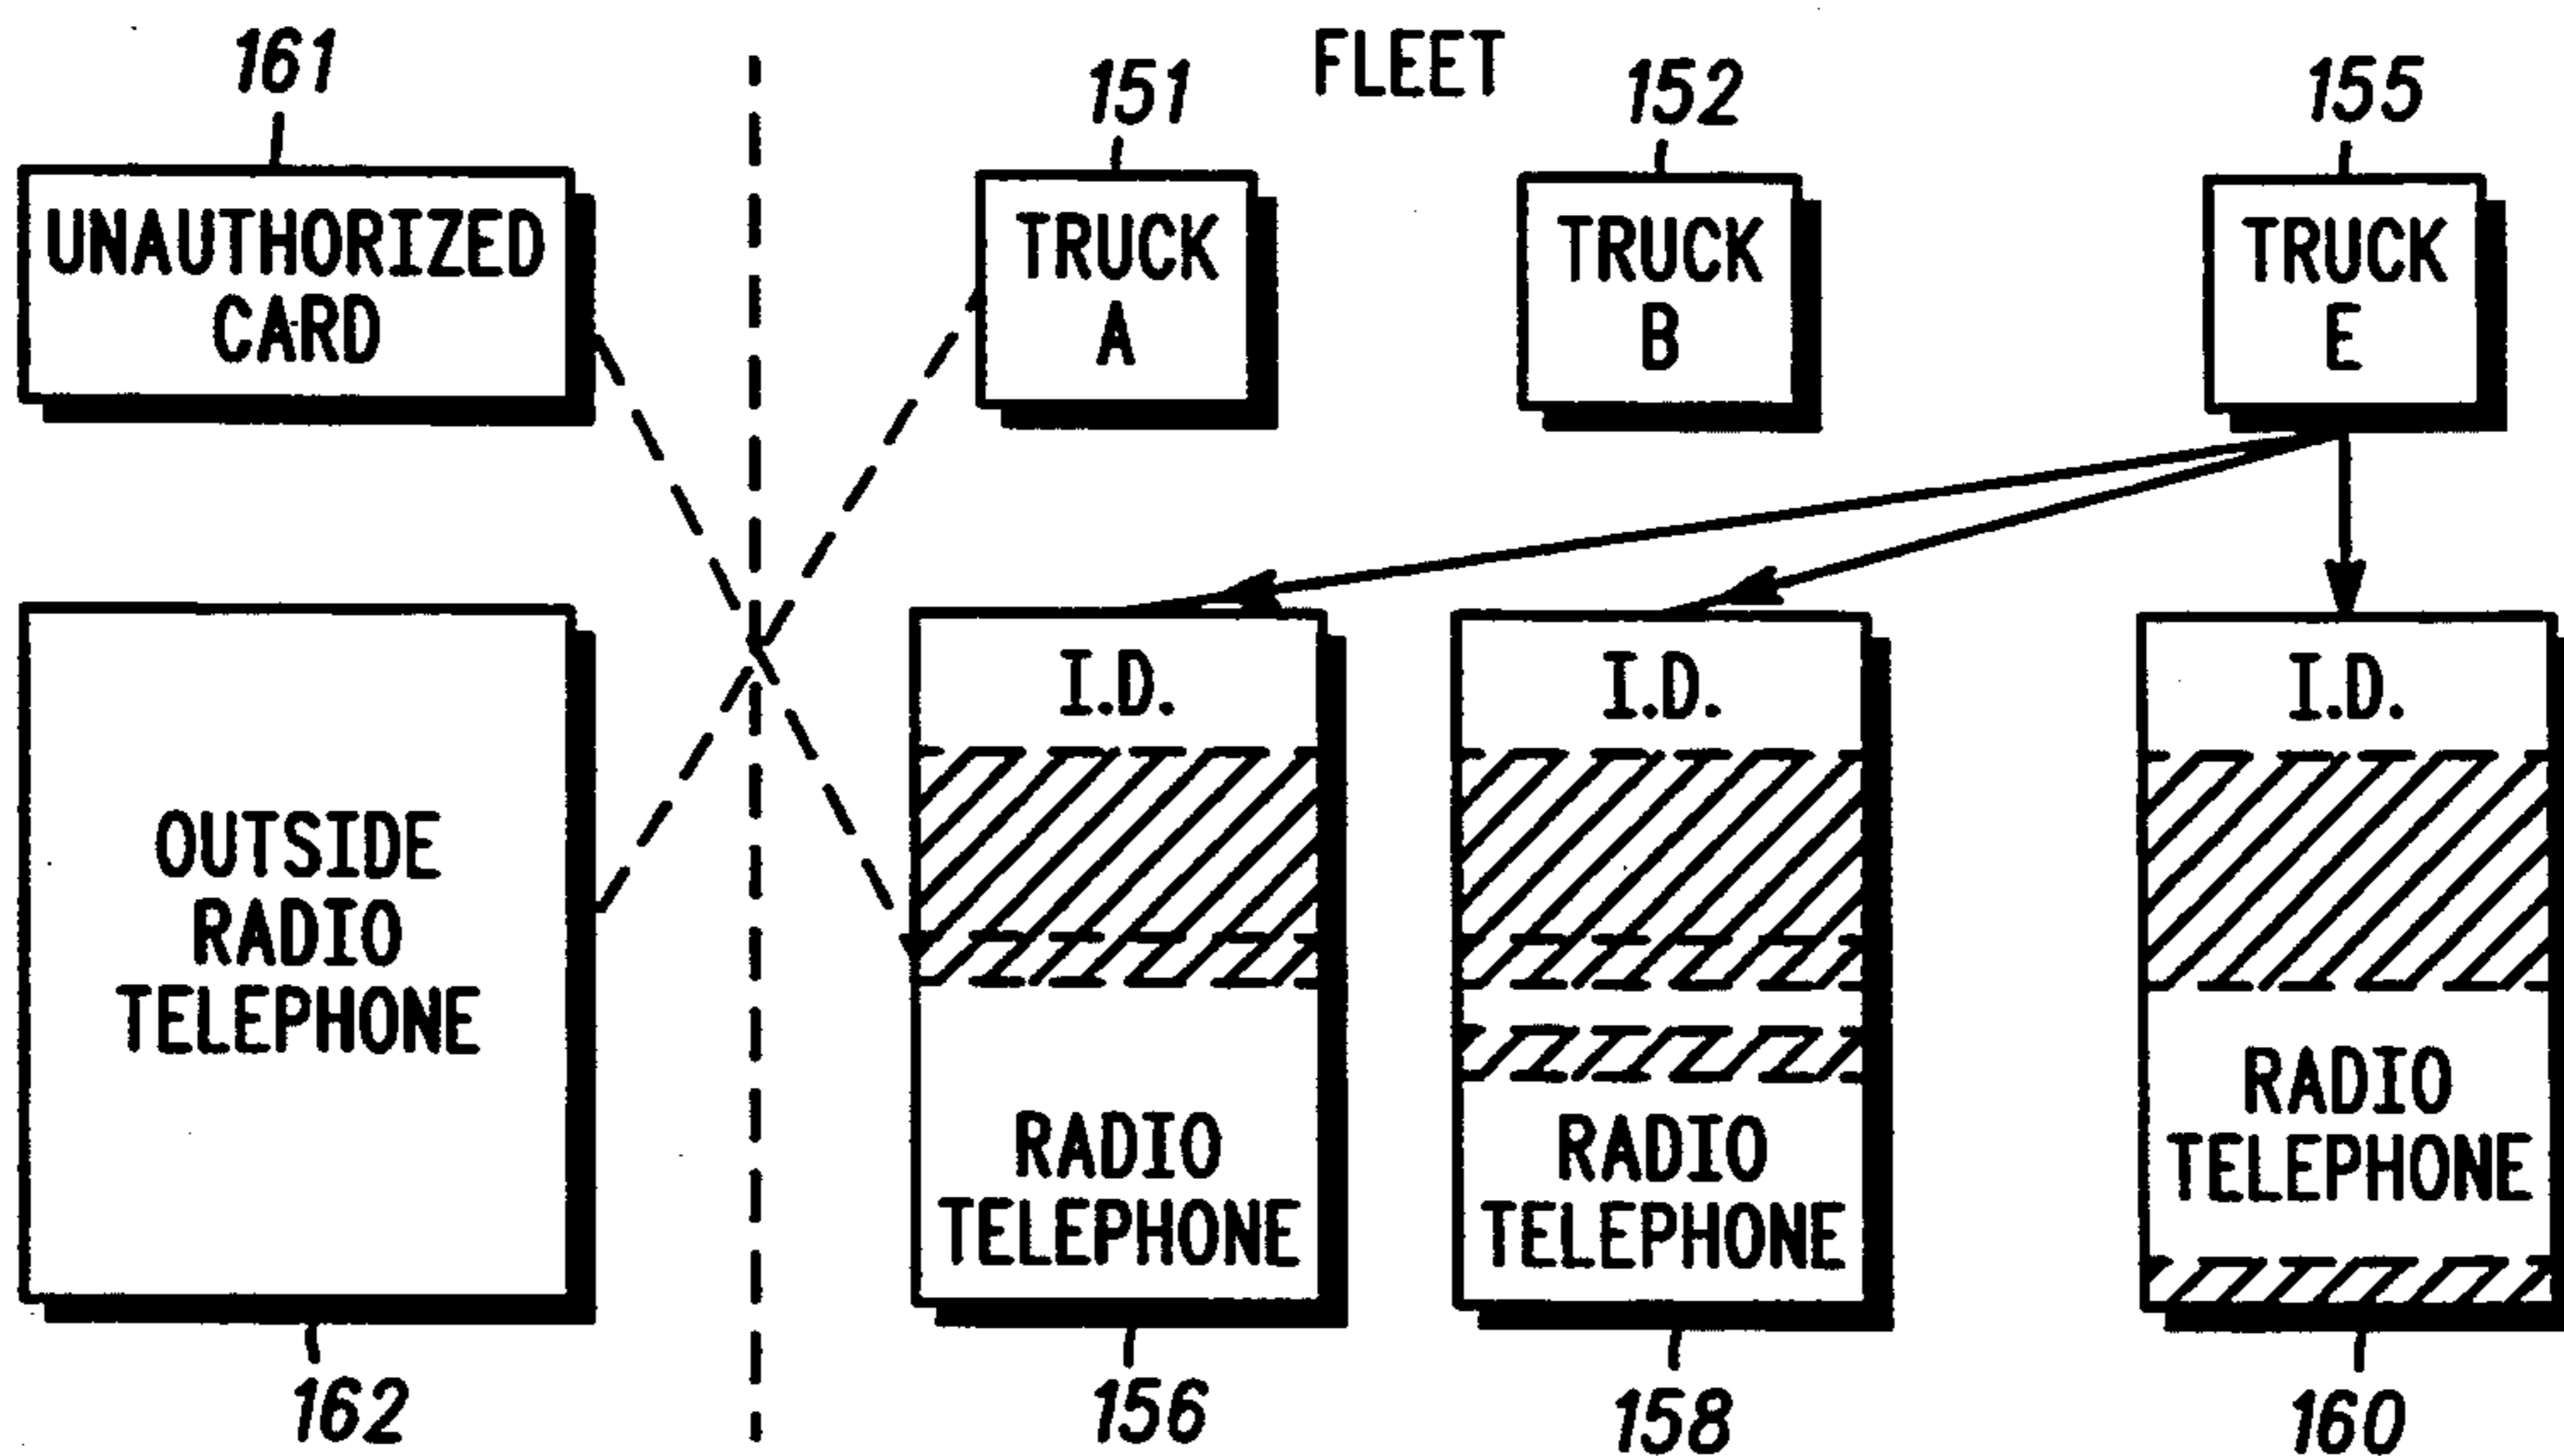 FLEET
161
151
152
155
UNAUTHORIZED
CARD
TRUCK
A
TRUCK
B
TRUCK
E
OUTSIDE
RADIO
TELEPHONE
I.D.
RADIO
TELEPHONE
I.D.
RADIO
TELEPHONE
I.D.
RADIO
TELEPHONE
162
156
158
160